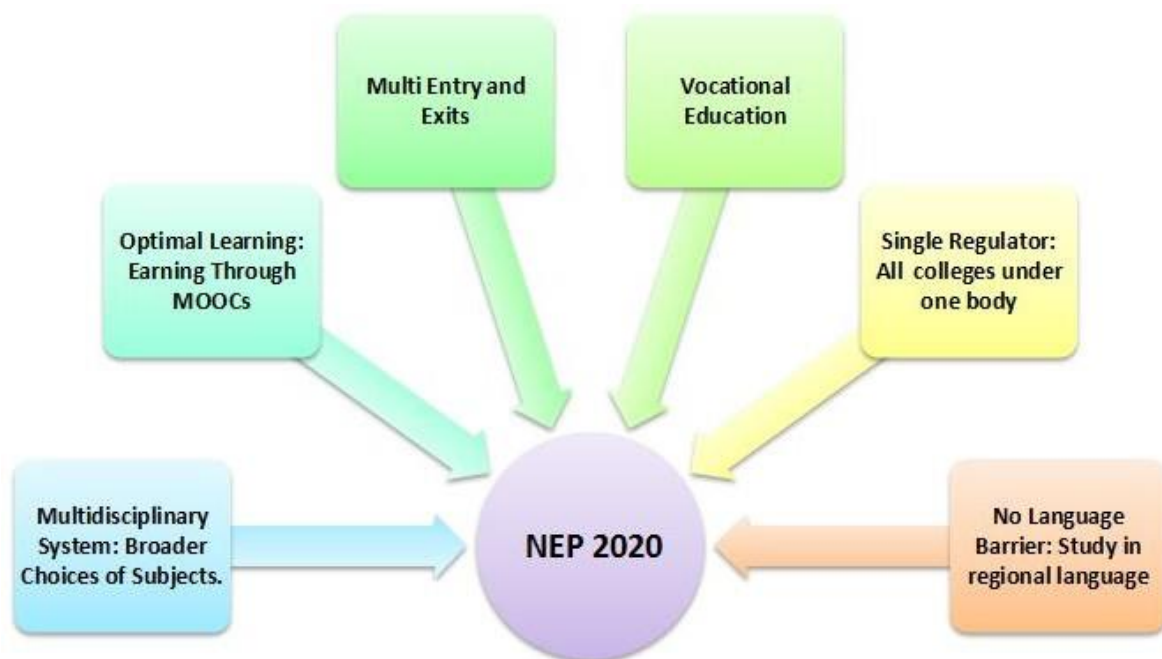 Multi Entry and
Exits
Vocational
Education
Optimal Learning:
Earning Through
MOOCs
Single Regulator:
All colleges under
one body
Multidisciplinary
System: Broader
Choices of Subjects.
NEP 2020
No Language
Barrier: Study in
regional language